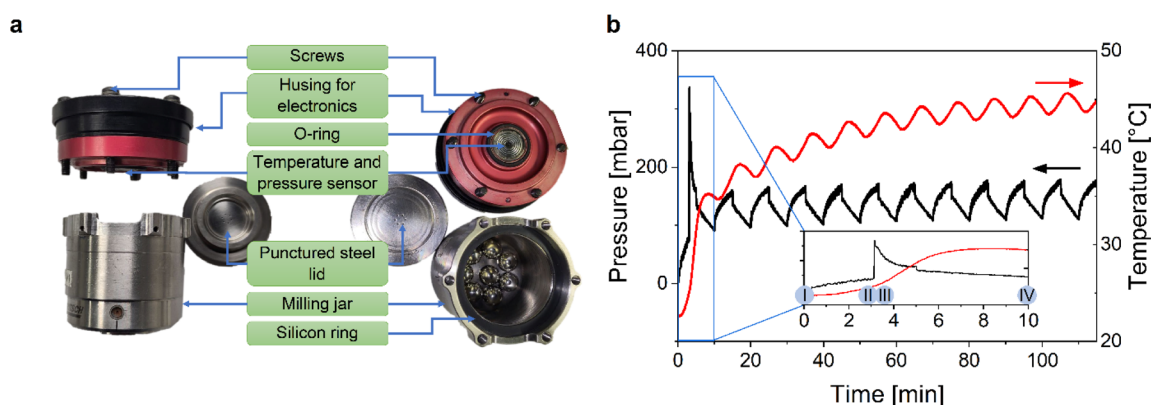 a
Screws
Husing for
electronics
O-ring
Temperature and
pressure sensor
Punctured steel
lid
Milling jar
Silicon ring
b
400
200
0
Pressure [mbar]
50
40
30
20
Temperature [°C]
I
II
III
IV
0 2 4 6 8 10
0 20 40 60 80 100
Time [min]